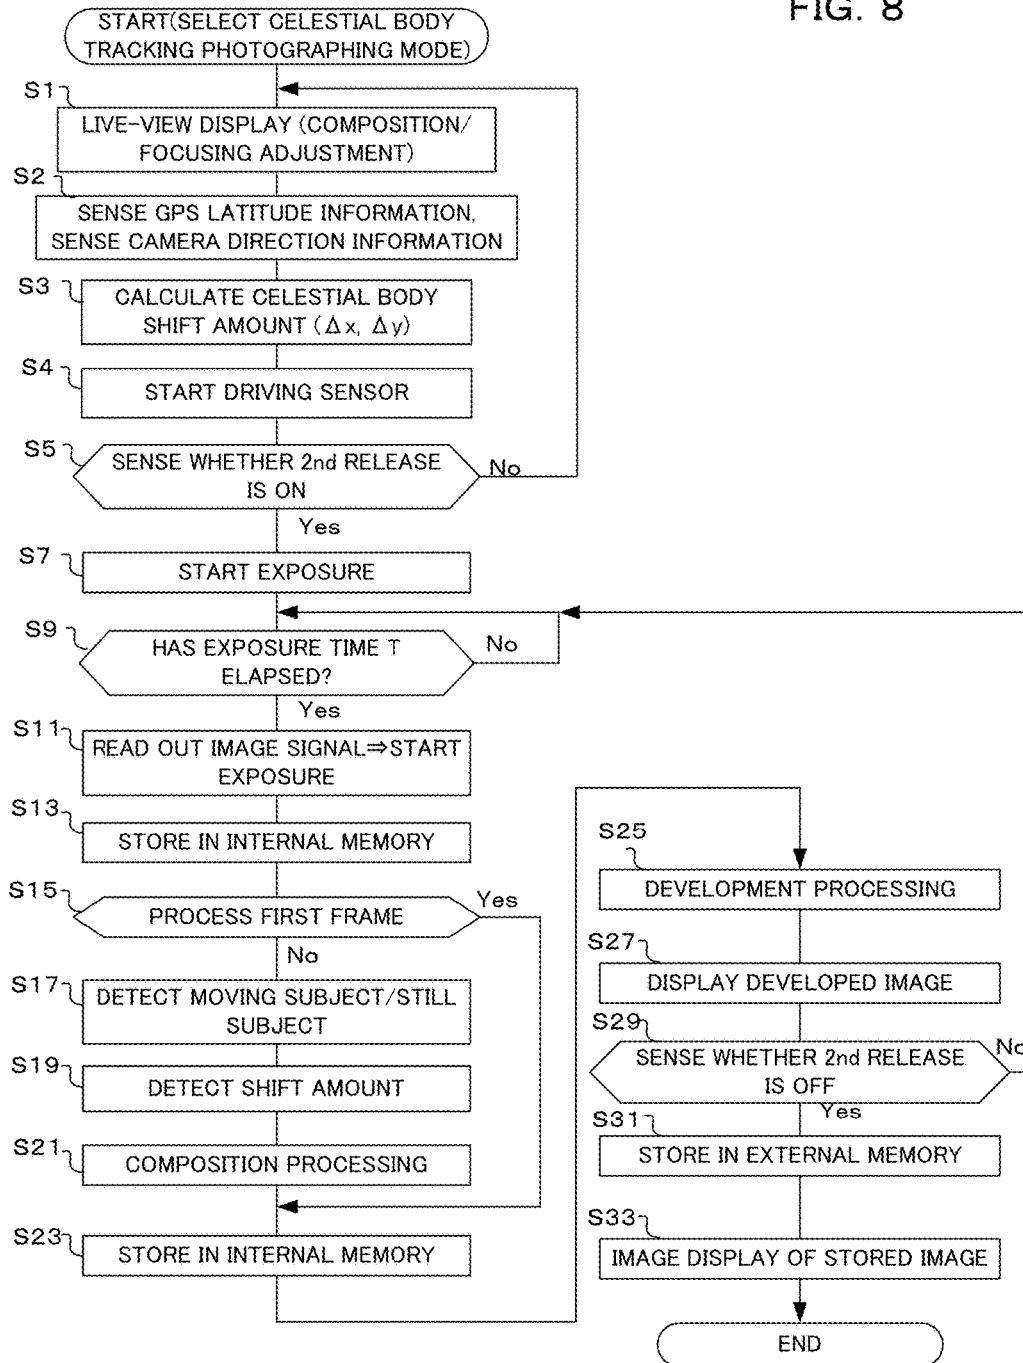 FIG. 8
START(SELECT CELESTIAL BODY
TRACKING PHOTOGRAPHING MODE)
S1
LIVE-VIEW DISPLAY (COMPOSITION/
FOCUSING ADJUSTMENT)
S2
SENSE GPS LATITUDE INFORMATION,
SENSE CAMERA DIRECTION INFORMATION
S3
CALCULATE CELESTIAL BODY
SHIFT AMOUNT (Δx, Δy)
S4
START DRIVING SENSOR
S5
SENSE WHETHER 2nd RELEASE
IS ON
No
Yes
S7
START EXPOSURE
S9
HAS EXPOSURE TIME T
ELAPSED?
No
Yes
S11
READ OUT IMAGE SIGNAL⇒START
EXPOSURE
S13
STORE IN INTERNAL MEMORY
S15
PROCESS FIRST FRAME
Yes
No
S17
DETECT MOVING SUBJECT/STILL
SUBJECT
S19
DETECT SHIFT AMOUNT
S21
COMPOSITION PROCESSING
S23
STORE IN INTERNAL MEMORY
S25
DEVELOPMENT PROCESSING
S27
DISPLAY DEVELOPED IMAGE
S29
SENSE WHETHER 2nd RELEASE
IS OFF
No
Yes
S31
STORE IN EXTERNAL MEMORY
S33
IMAGE DISPLAY OF STORED IMAGE
END